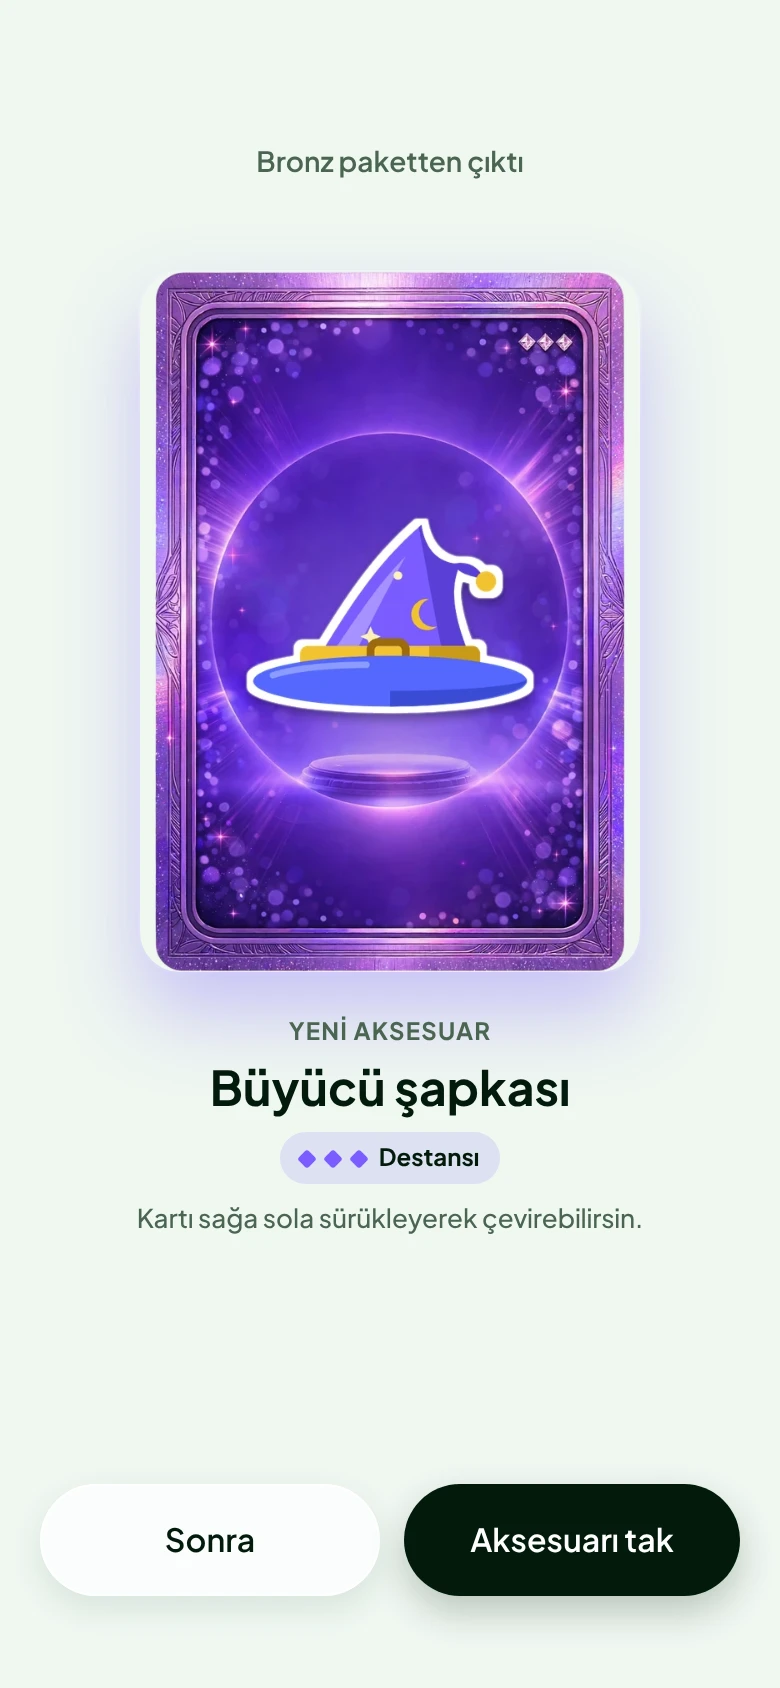 Bronz paketten çıktı
YENİ AKSESUAR
Büyücü şapkası
Destansı
Kartı sağa sola sürükleyerek çevirebilirsin.
Sonra
Aksesuarı tak